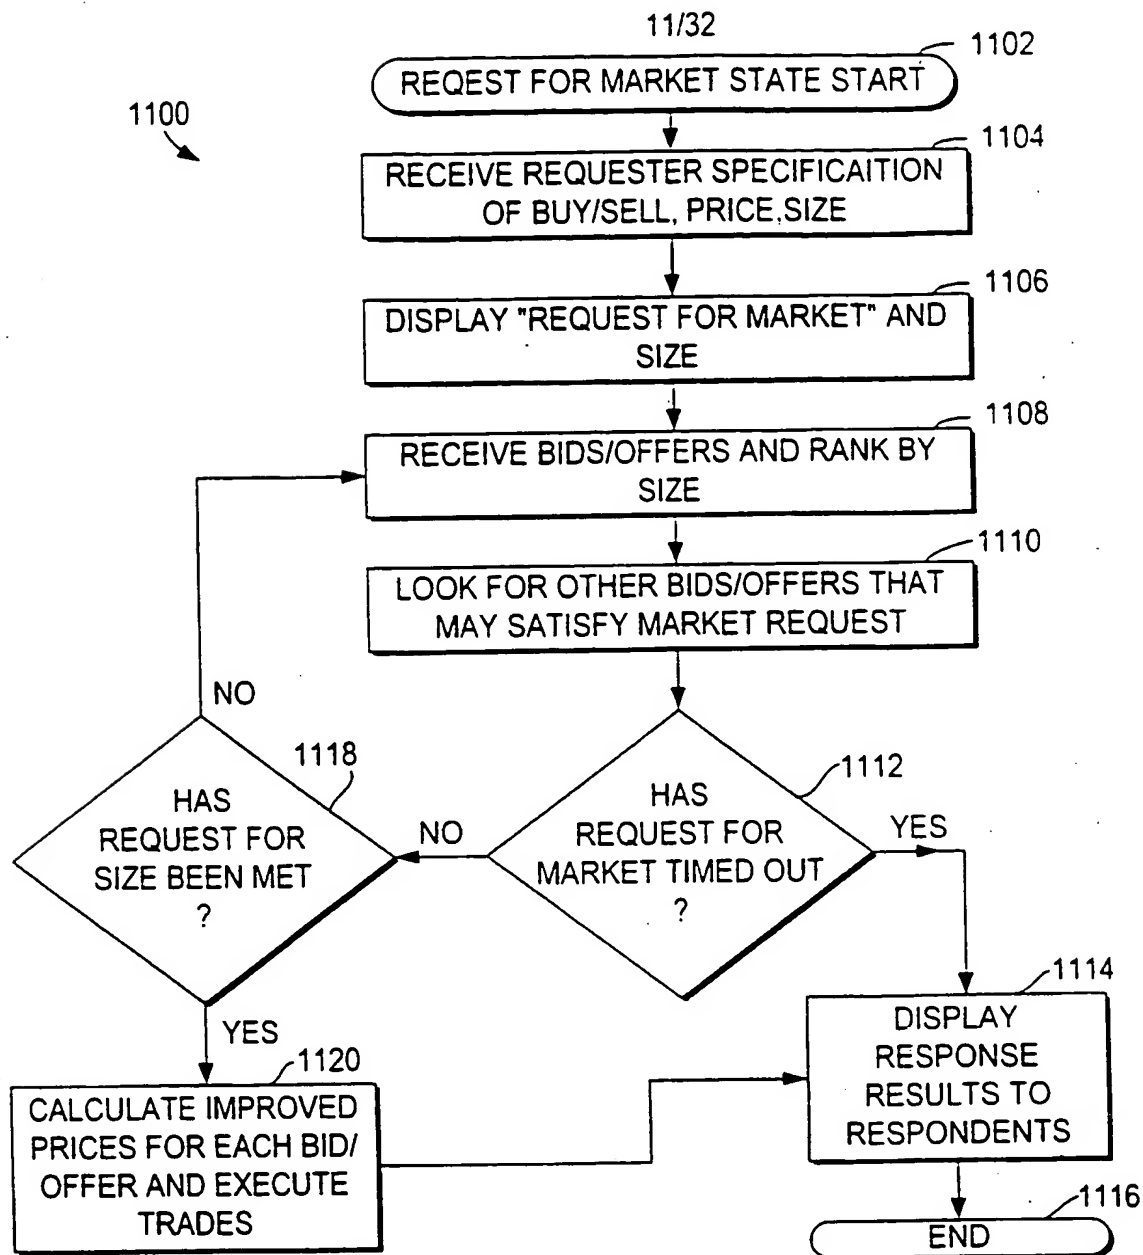 11/32
1102
REQEST FOR MARKET STATE START
1100
1104
RECEIVE REQUESTER SPECIFICAITION
OF BUY/SELL, PRICE,SIZE
1106
DISPLAY "REQUEST FOR MARKET" AND
SIZE
1108
RECEIVE BIDS/OFFERS AND RANK BY
SIZE
1110
LOOK FOR OTHER BIDS/OFFERS THAT
MAY SATISFY MARKET REQUEST
NO
1118
HAS
REQUEST FOR
SIZE BEEN MET
?
NO
1112
HAS
REQUEST FOR
MARKET TIMED OUT
?
YES
YES
1120
CALCULATE IMPROVED
PRICES FOR EACH BID/
OFFER AND EXECUTE
TRADES
1114
DISPLAY
RESPONSE
RESULTS TO
RESPONDENTS
1116
END